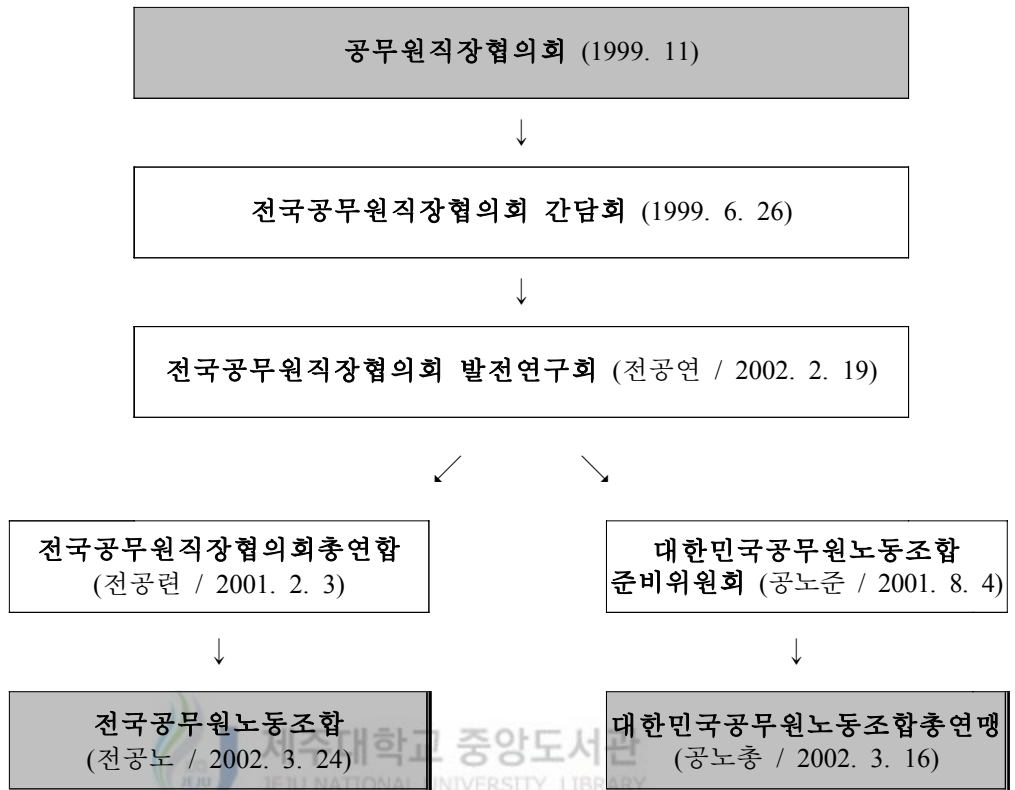 공무원직장협의회 (1999. 11)
↓
전국공무원직장협의회 간담회 (1999. 6. 26)
↓
전국공무원직장협의회 발전연구회 (전공연 / 2002. 2. 19)
↙ ↘
전국공무원직장협의회총연합
(전공련 / 2001. 2. 3)
대한민국공무원노동조합
준비위원회 (공노준 / 2001. 8. 4)
↓ ↓
전국공무원노동조합
(전공노 / 2002. 3. 24)
대한민국공무원노동조합총연맹
(공노총 / 2002. 3. 16)
제주대학교 중앙도서관
JEJU NATIONAL UNIVERSITY LIBRARY